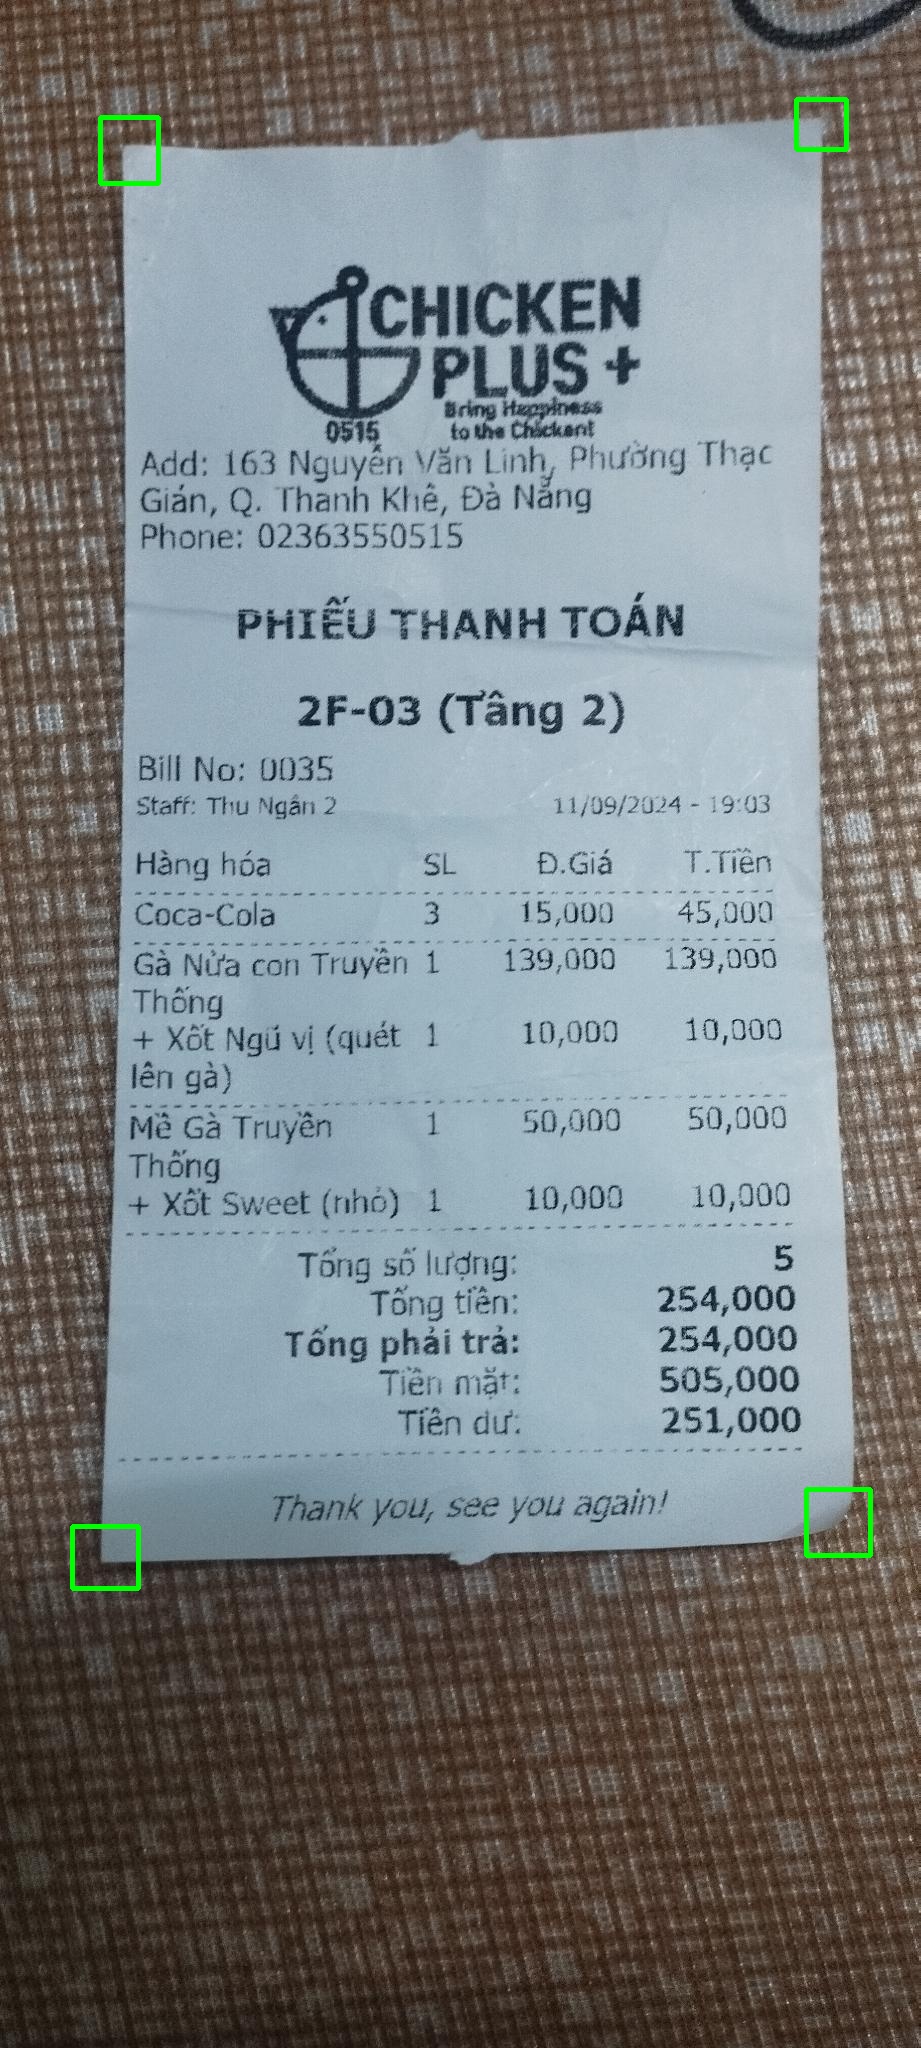 CHICKEN
PLUS +
Bring Happiness
0515 to the Chickent
Add: 163 Nguyễn Văn Linh, Phường Thạc
Gián, Q. Thanh Khê, Đà Nẵng
Phone: 02363550515
PHIẾU THANH TOÁN
2F-03 (Tầng 2)
Bill No: 0035
Staff: Thu Ngân 2 11/09/2024 - 19:03
Hàng hóa SL Đ.Giá T.Tiền
Coca-Cola 3 15,000 45,000
Gà Nửa con Truyền 1 139,000 139,000
Thống
+ Xốt Ngũ vị (quét 1 10,000 10,000
lên gà)
Mề Gà Truyền 1 50,000 50,000
Thống
+ Xốt Sweet (nhỏ) 1 10,000 10,000
Tổng số lượng: 5
Tổng tiền: 254,000
Tổng phải trả: 254,000
Tiền mặt: 505,000
Tiền dư: 251,000
Thank you, see you again!